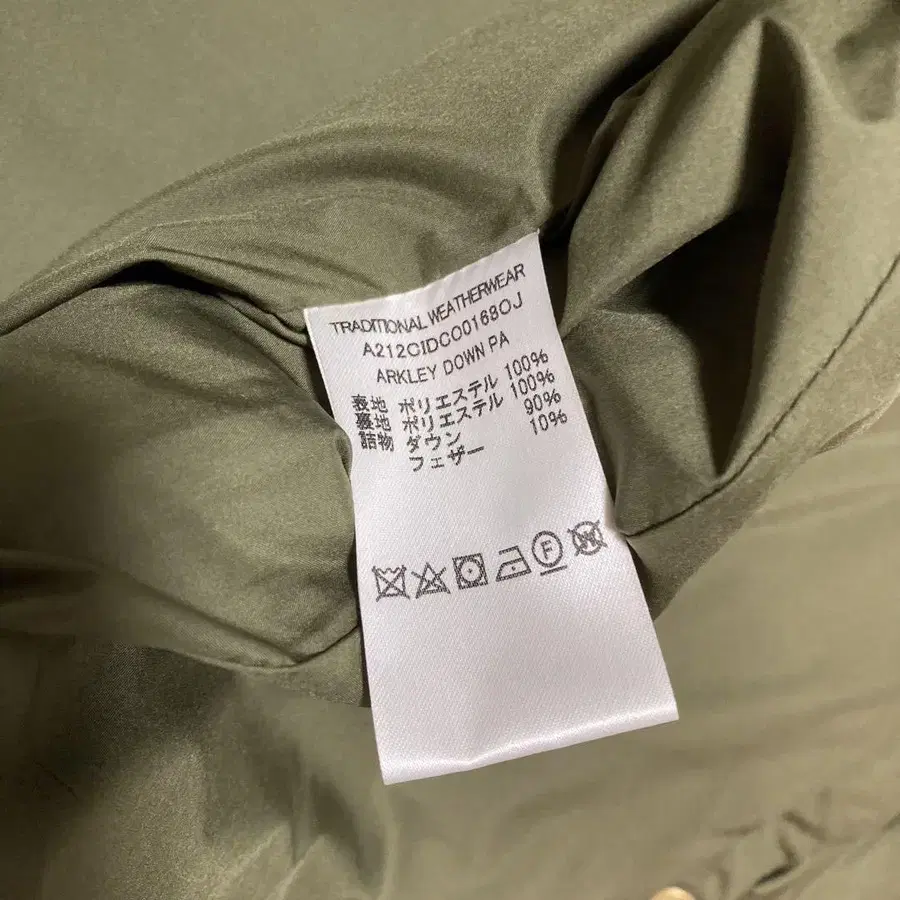 TRADITIONAL WEATHERWEAR
A212CIDCO0168OJ
ARKLEY DOWN PA
表地 ポリエステル 100%
裏地 ポリエステル 100%
詰物 ダウン 90%
フェザー 10%
F
W